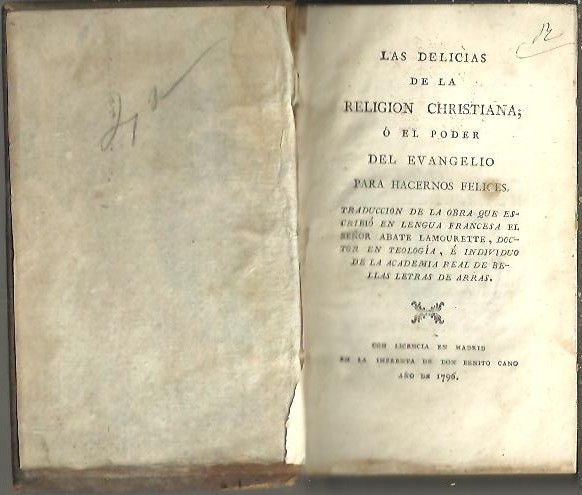 LAS DELICIAS
DE LA
RELIGION CHRISTIANA;
Ó EL PODER
DEL EVANGELIO
PARA HACERNOS FELICES.
TRADUCCION DE LA OBRA QUE ES-
CRIBIÓ EN LENGUA FRANCESA EL
SEÑOR ABATE LAMOURETTE, DOC-
TOR EN TEOLOGÍA, É INDIVIDUO
DE LA ACADEMIA REAL DE BE-
LLAS LETRAS DE ARRAS.
CON LICENCIA EN MADRID
EN LA IMPRENTA DE DON BENITO CANO
AÑO DE 1796.